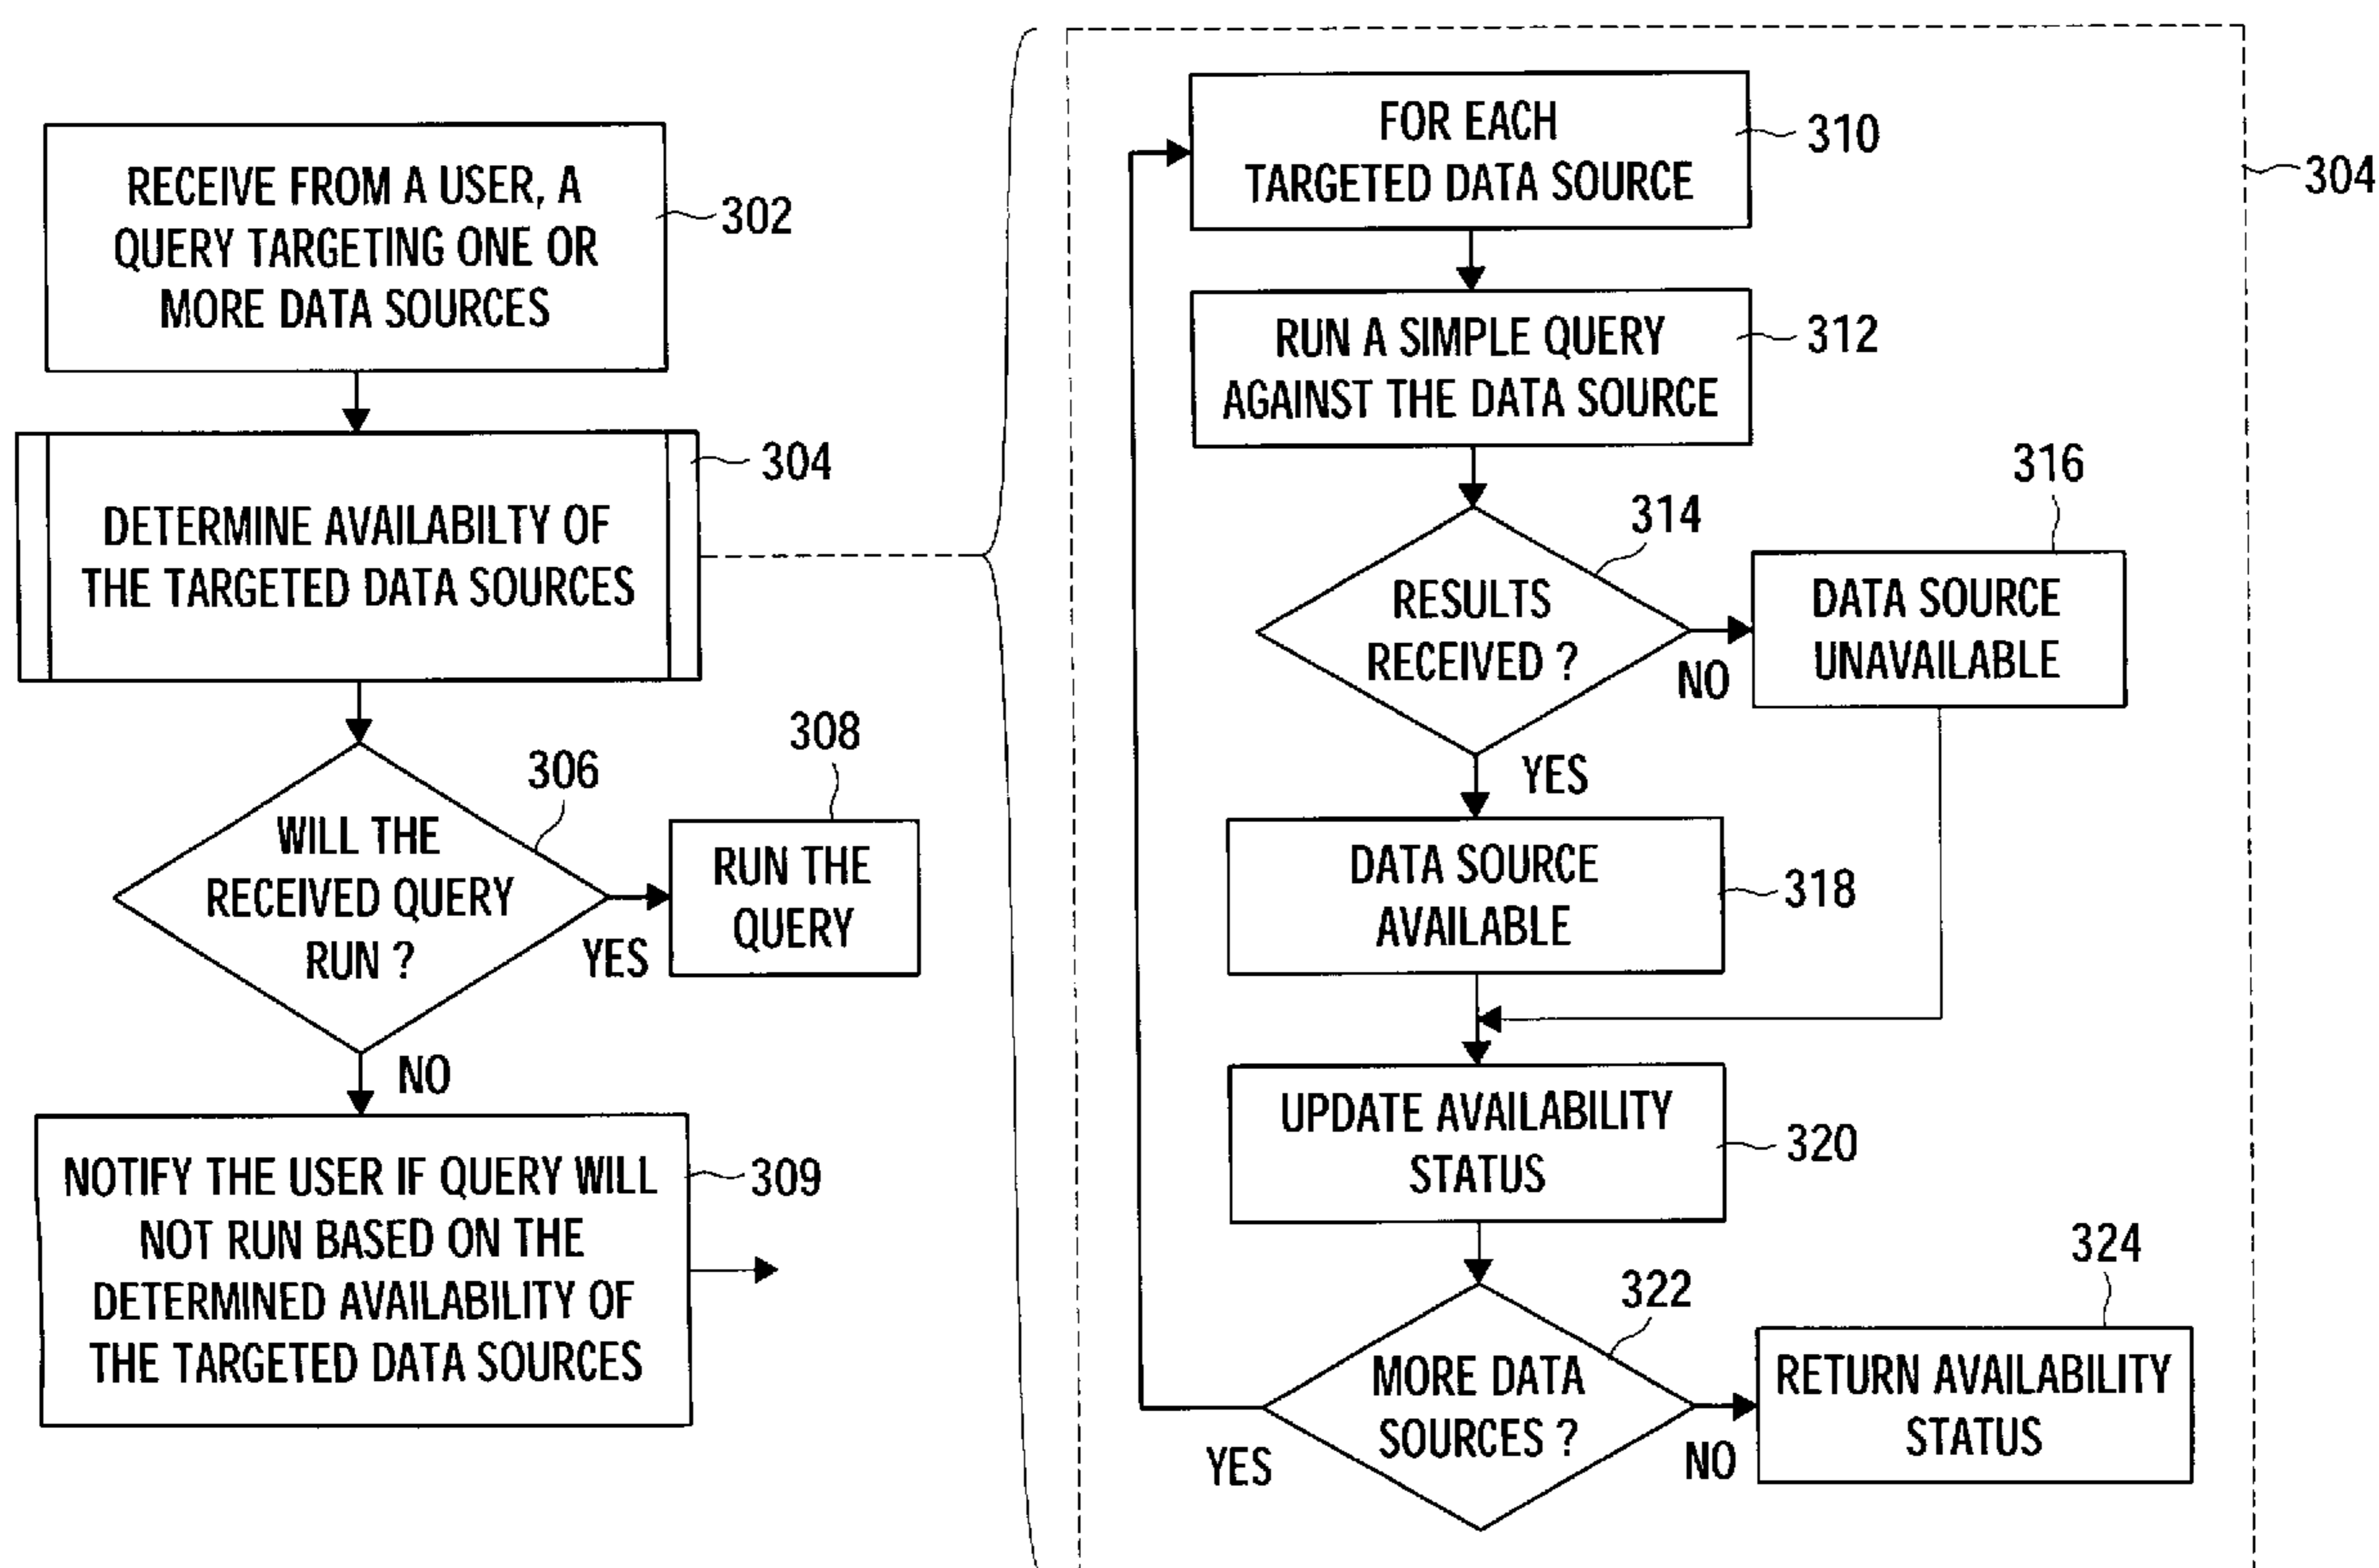 RECEIVE FROM A USER, A
QUERY TARGETING ONE OR
MORE DATA SOURCES
302
304
DETERMINE AVAILABILTY OF
THE TARGETED DATA SOURCES
306
WILL THE
RECEIVED QUERY
RUN ?
YES
308
RUN THE
QUERY
NO
309
NOTIFY THE USER IF QUERY WILL
NOT RUN BASED ON THE
DETERMINED AVAILABILITY OF
THE TARGETED DATA SOURCES
304
FOR EACH
TARGETED DATA SOURCE
310
RUN A SIMPLE QUERY
AGAINST THE DATA SOURCE
312
314
RESULTS
RECEIVED ?
NO
316
DATA SOURCE
UNAVAILABLE
YES
DATA SOURCE
AVAILABLE
318
UPDATE AVAILABILITY
STATUS
320
322
MORE DATA
SOURCES ?
YES
NO
324
RETURN AVAILABILITY
STATUS